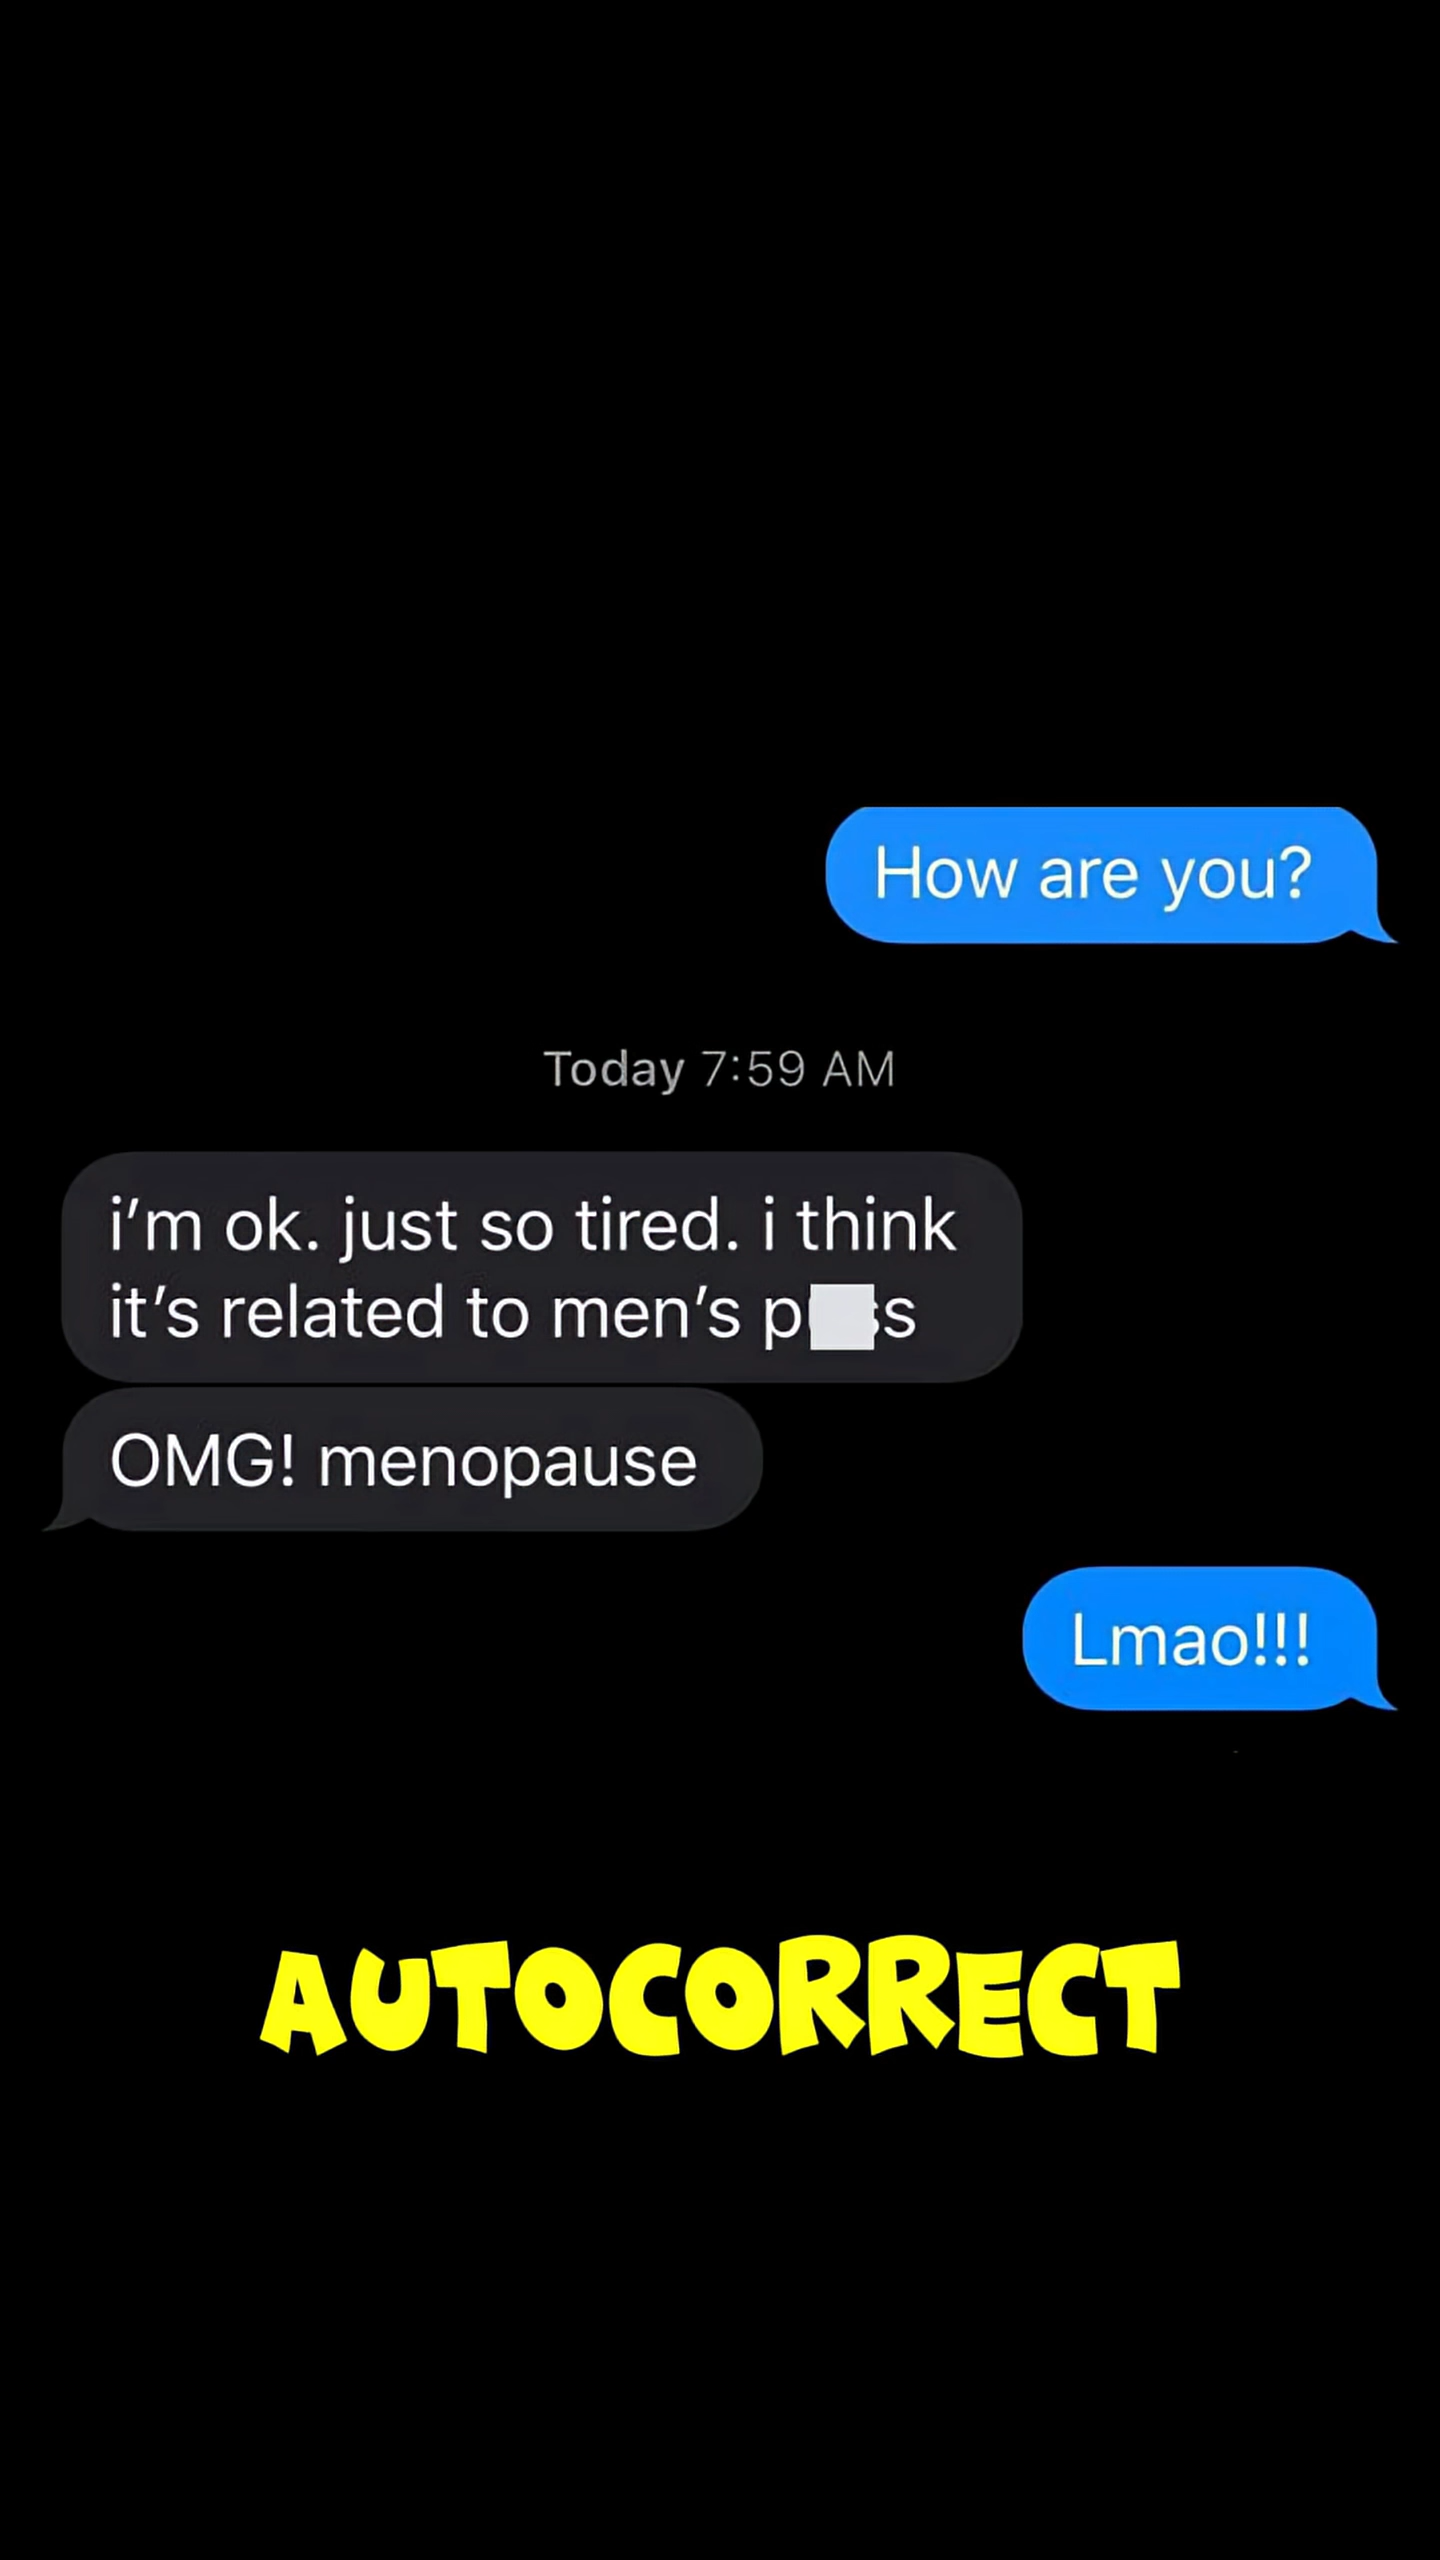 How are you?
Today 7:59 AM
i'm ok. just so tired. i think
it's related to men's
OMG! menopause
Lmao!!!
AUTOCORRECT